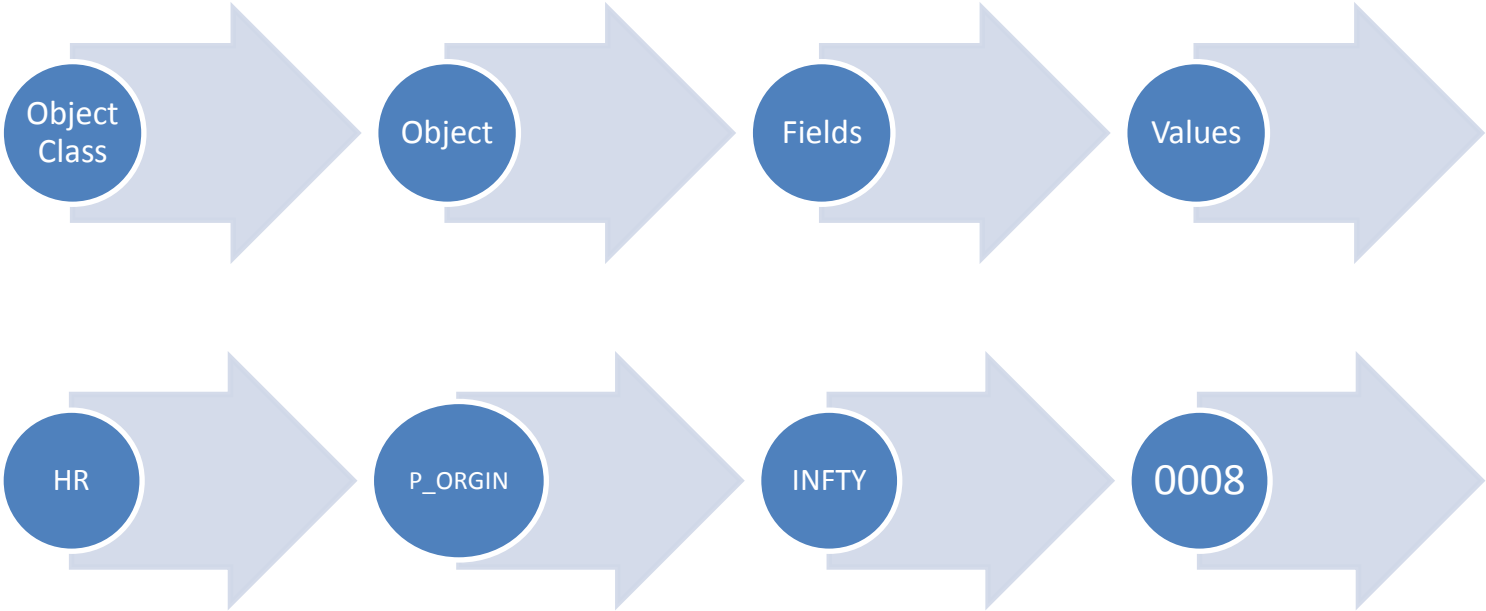 Object
Class
Object
Fields
Values
HR
P_ORGIN
INFTY
0008